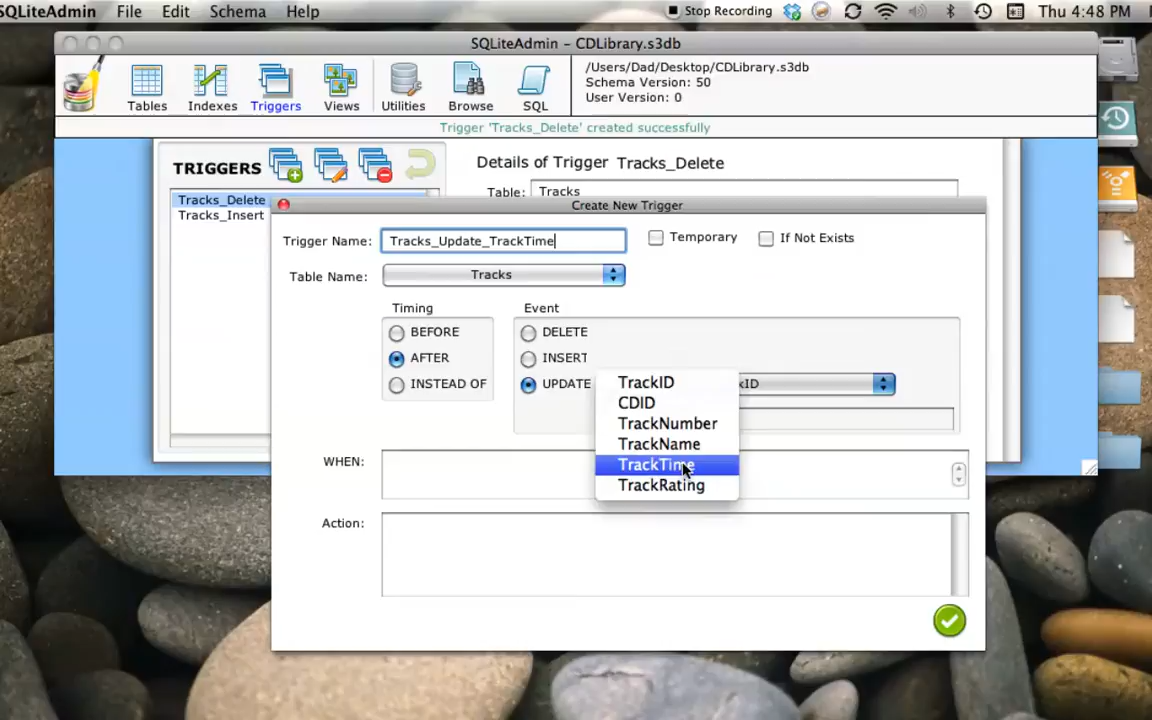 SQLiteAdmin File Edit Schema Help Stop Recording Thu 4:48 PM
SQLiteAdmin – CDLibrary.s3db
Tables Indexes Triggers Views Utilities Browse SQL
/Users/Dad/Desktop/CDLibrary.s3db
Schema Version: 50
User Version: 0
Trigger 'Tracks_Delete' created successfully
TRIGGERS
Tracks_Delete
Tracks_Insert
Details of Trigger Tracks_Delete
Table: Tracks
Create New Trigger
Trigger Name: Tracks_Update_TrackTime Temporary If Not Exists
Table Name: Tracks
Timing
BEFORE
AFTER
INSTEAD OF
Event
DELETE
INSERT
UPDATE
TrackID
CDID
TrackNumber
TrackName
TrackTime
TrackRating
WHEN:
Action: